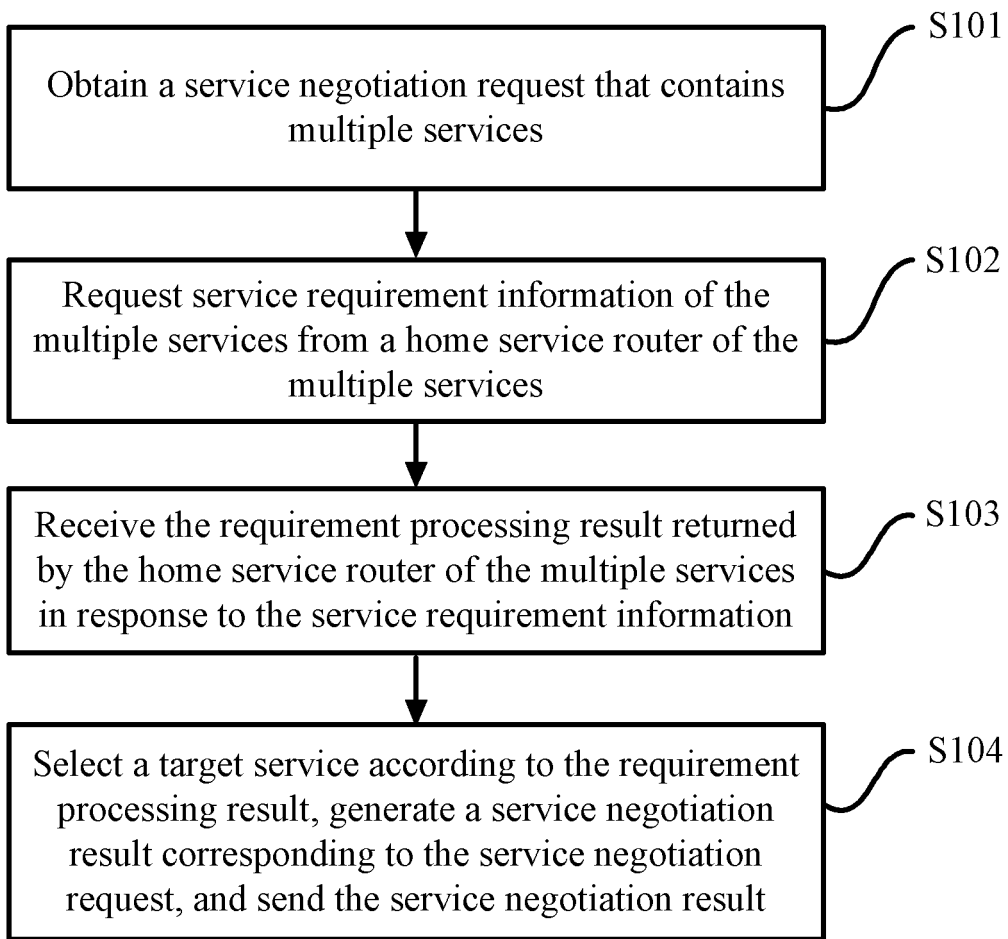 S101
Obtain a service negotiation request that contains
multiple services
S102
Request service requirement information of the
multiple services from a home service router of the
multiple services
S103
Receive the requirement processing result returned
by the home service router of the multiple services
in response to the service requirement information
S104
Select a target service according to the requirement
processing result, generate a service negotiation
result corresponding to the service negotiation
request, and send the service negotiation result